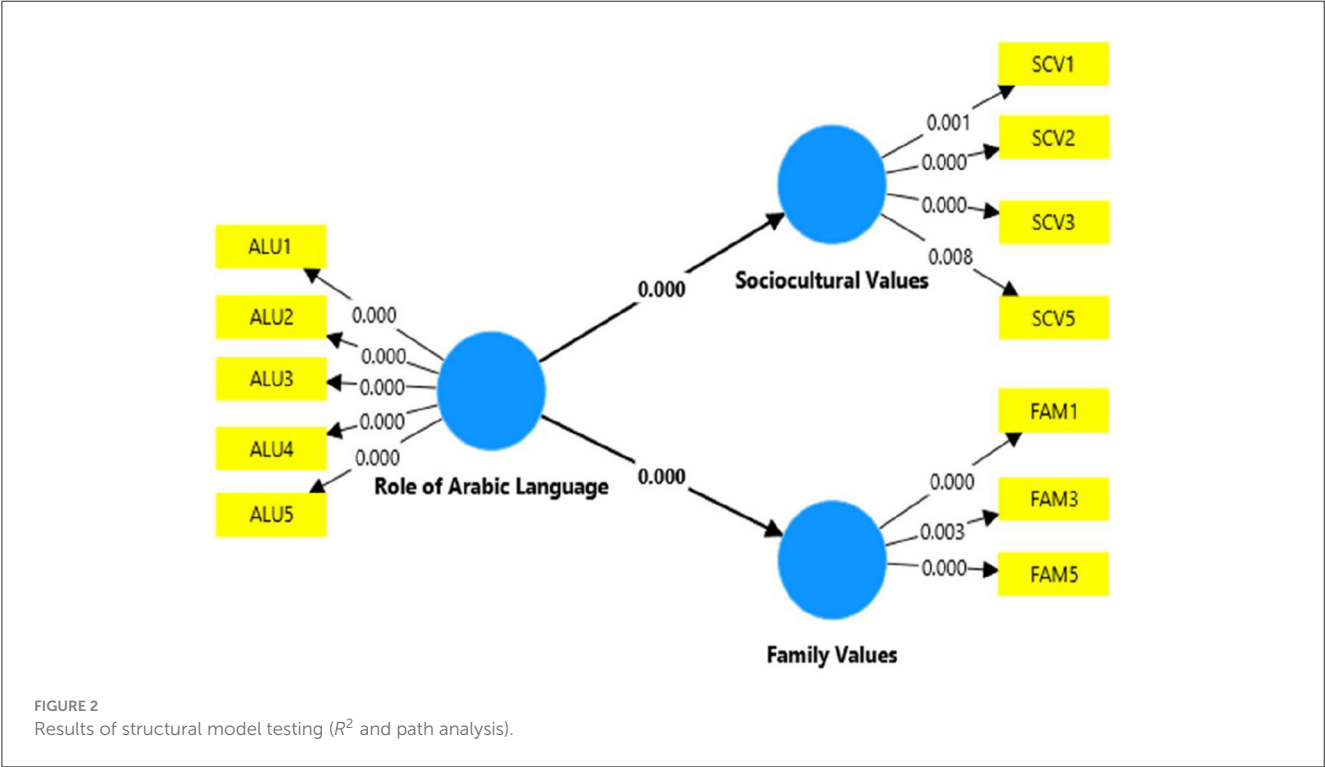 SCV1
0.001
SCV2
0.000
0.000
SCV3
0.008
SCV5
Sociocultural Values
ALU1
0.000
ALU2
0.000
ALU3
0.000
ALU4
0.000
ALU5
0.000
Role of Arabic Language
0.000
0.000
FAM1
0.000
FAM3
0.003
FAM5
0.000
Family Values
FIGURE 2
Results of structural model testing (R² and path analysis).